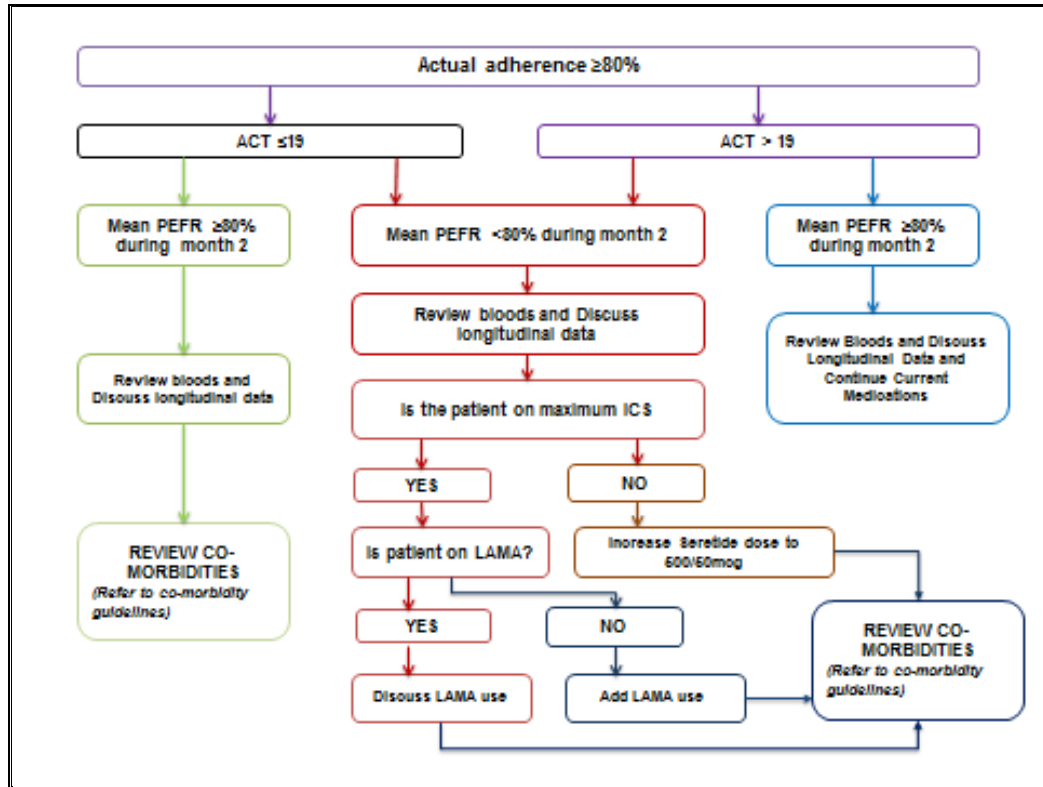 Actual adherence ≥80%
ACT ≤19
ACT > 19
Mean PEFR ≥80%
during month 2
Mean PEFR <80% during month 2
Mean PEFR ≥80%
during month 2
Review bloods and Discuss
longitudinal data
Review Bloods and Discuss
Longitudinal Data and
Continue Current
Medications
Review bloods and
Discuss longitudinal data
Is the patient on maximum ICS
YES
NO
REVIEW CO-
MORBIDITIES
(Refer to co-morbidity
guidelines)
Is patient on LAMA?
Increase Seretide dose to
500/50mcg
YES
NO
REVIEW CO-
MORBIDITIES
(Refer to co-morbidity
guidelines)
Discuss LAMA use
Add LAMA use